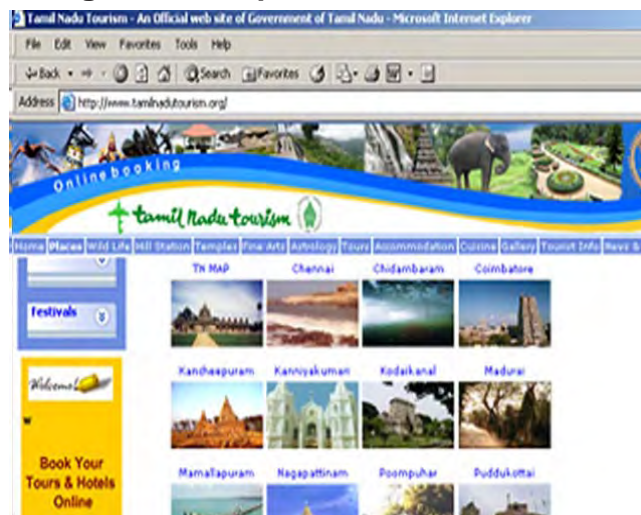 Tamil Nadu Tourism - An Official web site of Government of Tamil Nadu - Microsoft Internet Explorer
File Edit View Favorites Tools Help
Back Search Favorites
Address http://www.tamilnadutourism.org/
Online booking
tamil nadu tourism
Home Places Wild Life Hill Station Temples Fine Arts Astrology Tours Accommodation Cuisine Gallery Tourist Info News &
TN MAP Chennai Chidambaram Coimbatore
Festivals
Kancheepuram Kanniyakumari Kodaikanal Madurai
Welcome!
w
Book Your
Tours & Hotels
Online
Mamallapuram Nagapattinam Poompuhar Puddukottai